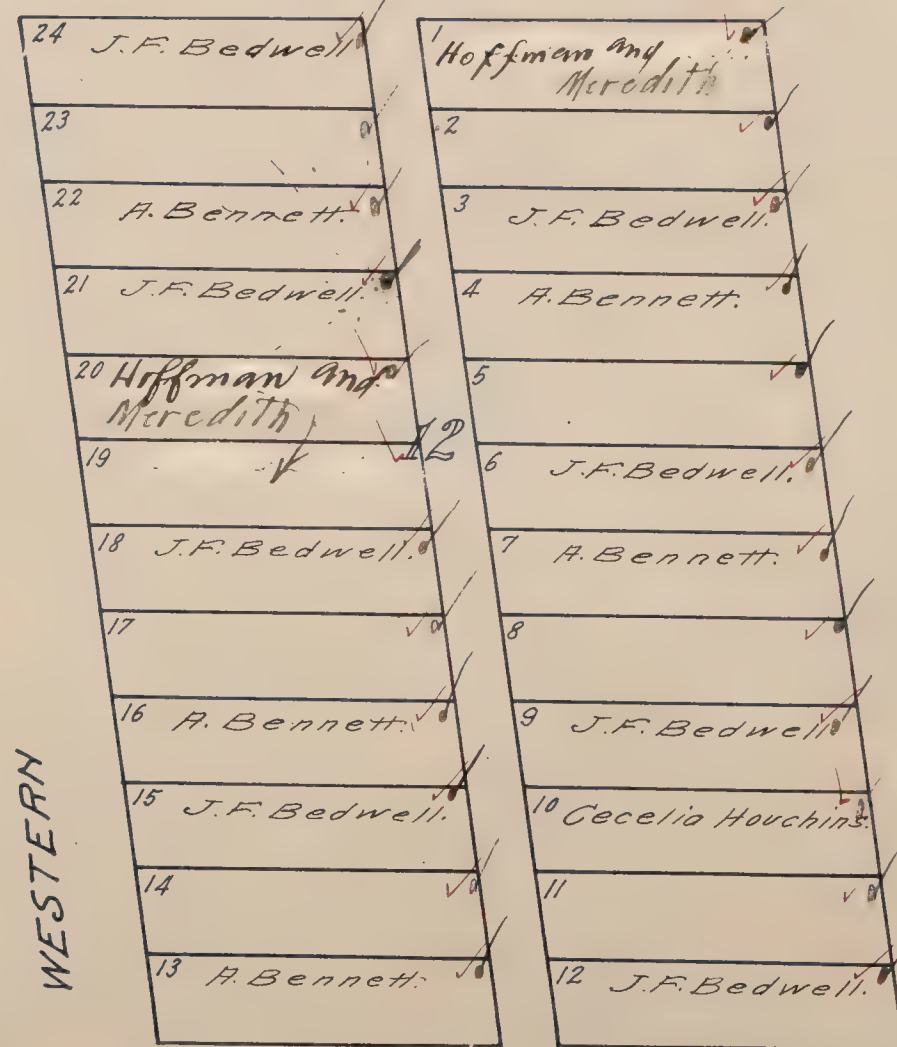 24 J.F. Bedwell
23
22 A. Bennett.
21 J.F. Bedwell.
20 Hoffman and
Meredith
19
18 J.F. Bedwell.
17
16 A. Bennett.
15 J.F. Bedwell.
14
13 A. Bennett.
12
1 Hoffman and
Meredith
2
3 J.F. Bedwell.
4 A. Bennett.
5
6 J.F. Bedwell.
7 A. Bennett.
8
9 J.F. Bedwell
10 Cecelia Houchins.
11
12 J.F. Bedwell.
WESTERN